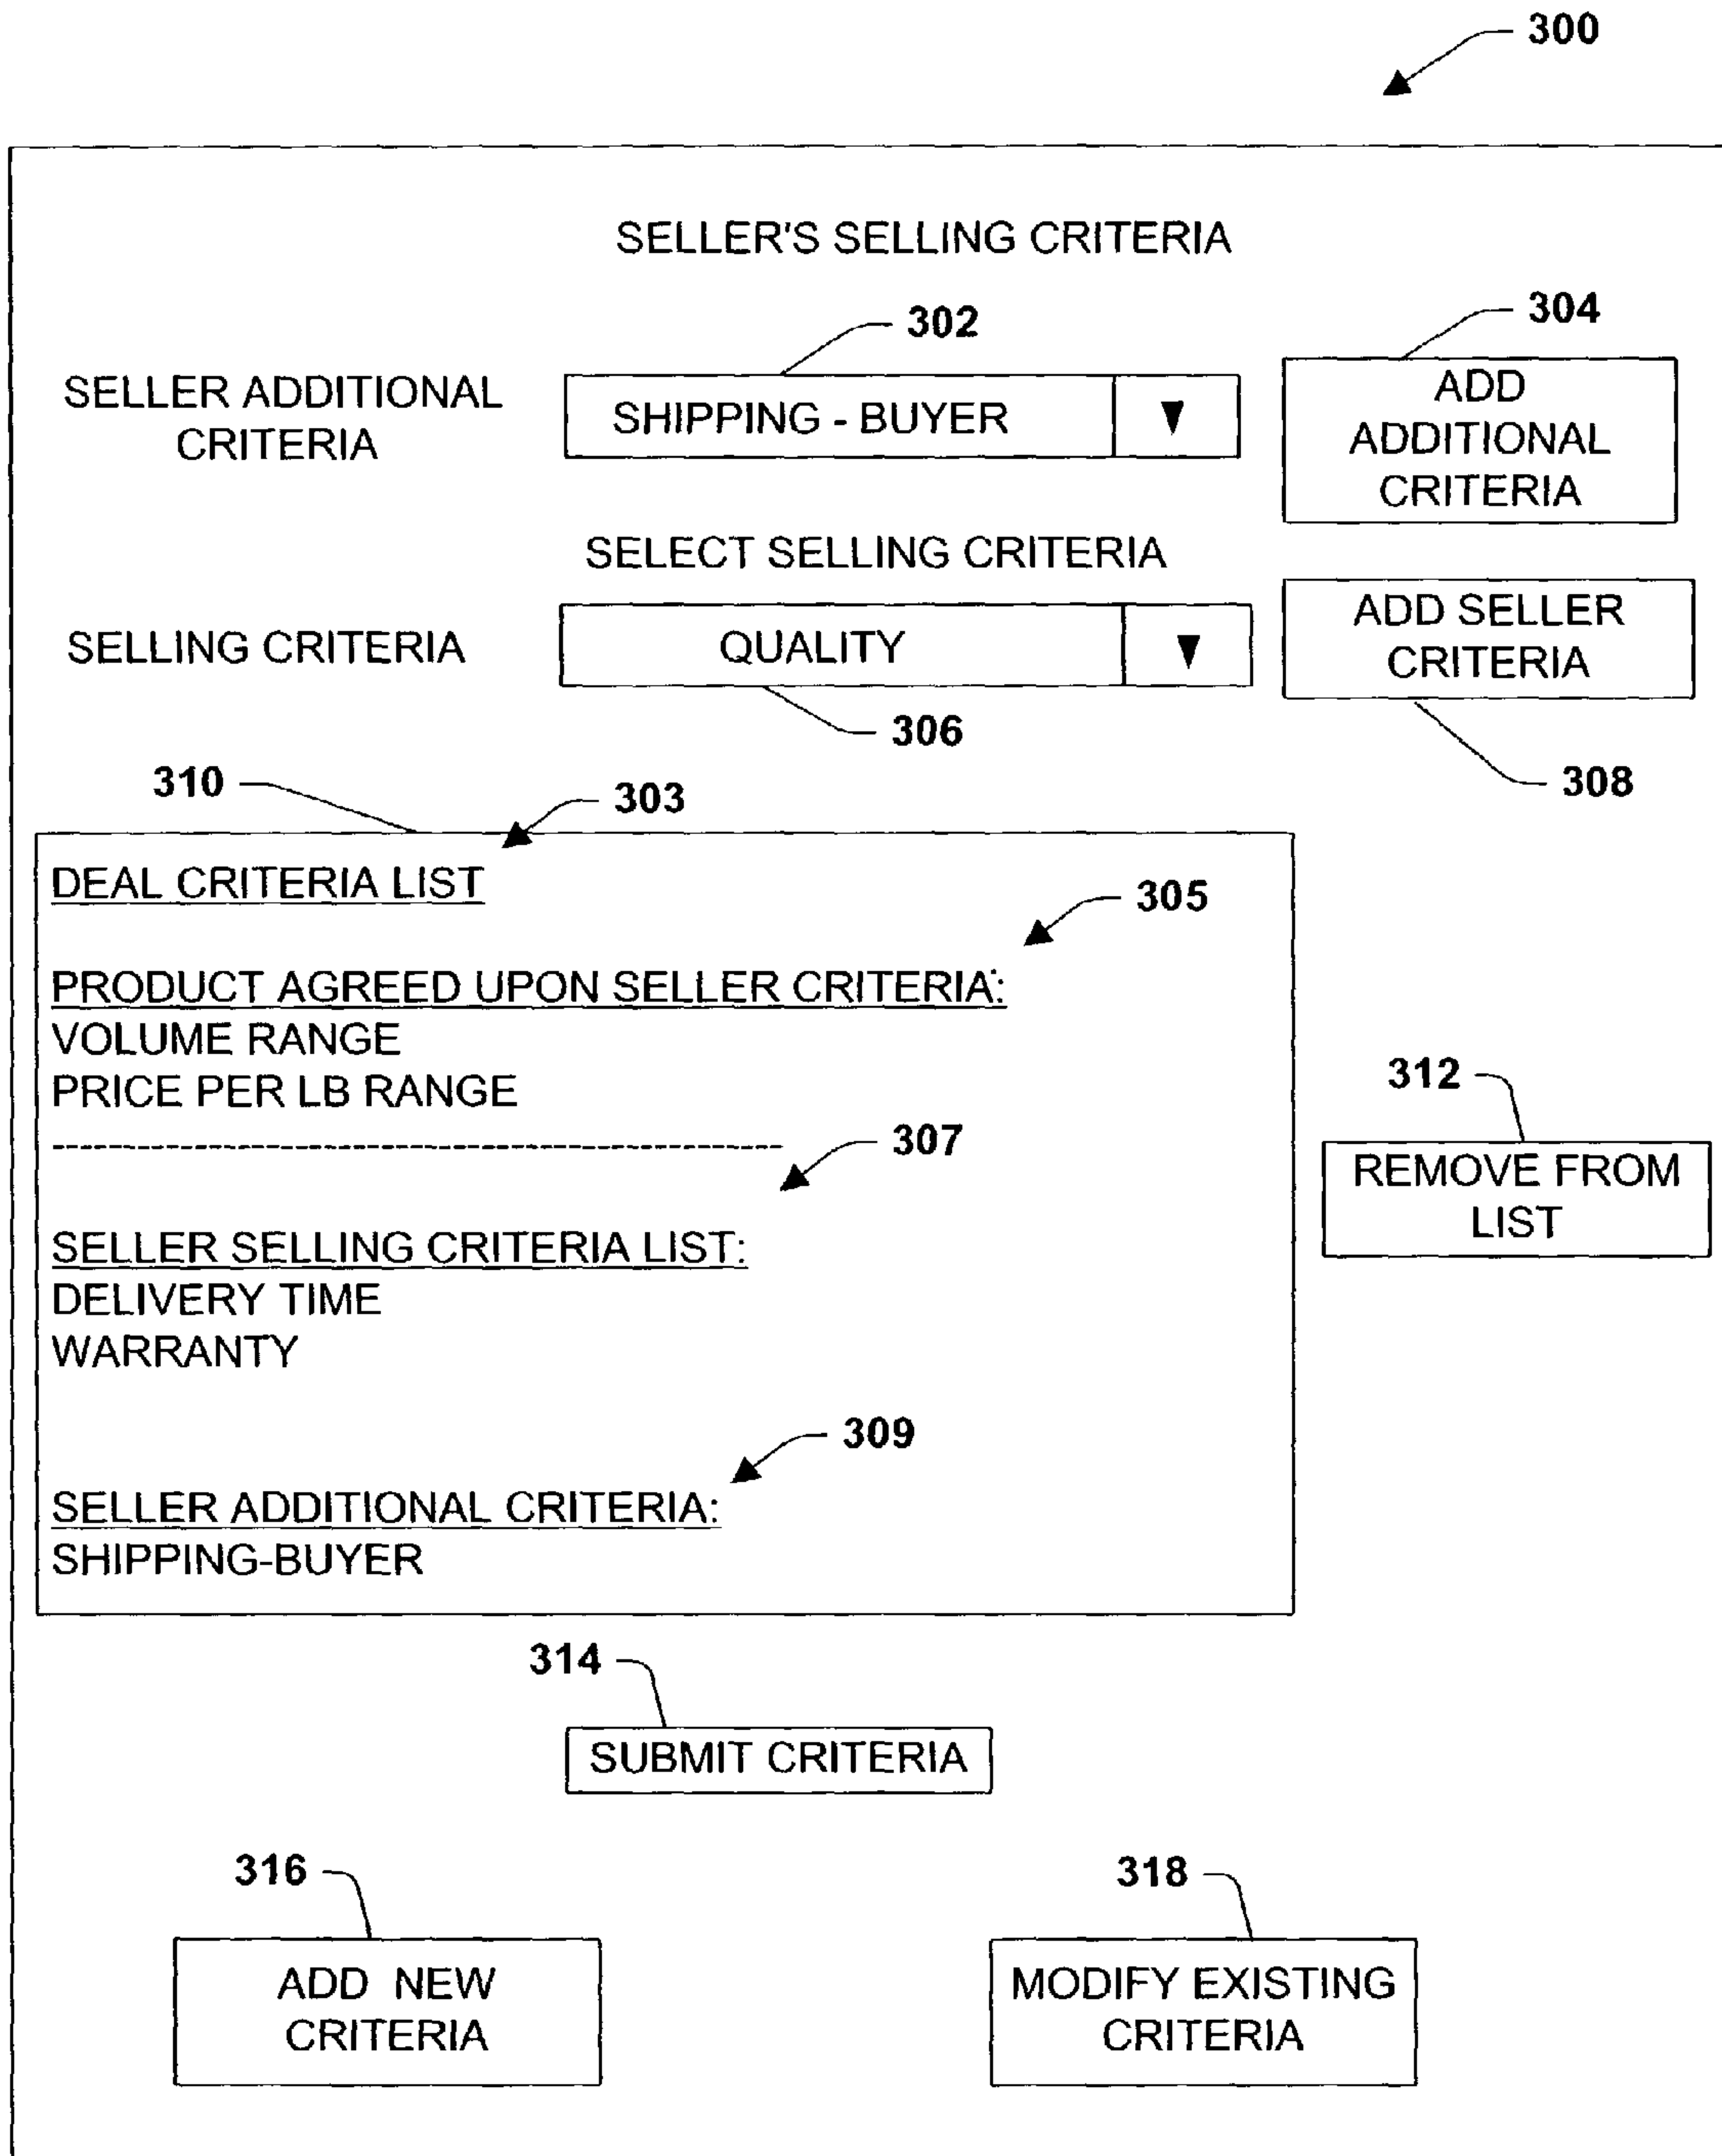 300
SELLER'S SELLING CRITERIA
302
304
SELLER ADDITIONAL
CRITERIA
SHIPPING - BUYER
ADD
ADDITIONAL
CRITERIA
SELECT SELLING CRITERIA
SELLING CRITERIA
QUALITY
ADD SELLER
CRITERIA
306
308
310
303
DEAL CRITERIA LIST
305
PRODUCT AGREED UPON SELLER CRITERIA:
VOLUME RANGE
PRICE PER LB RANGE
307
312
REMOVE FROM
LIST
SELLER SELLING CRITERIA LIST:
DELIVERY TIME
WARRANTY
309
SELLER ADDITIONAL CRITERIA:
SHIPPING-BUYER
314
SUBMIT CRITERIA
316
318
ADD NEW
CRITERIA
MODIFY EXISTING
CRITERIA